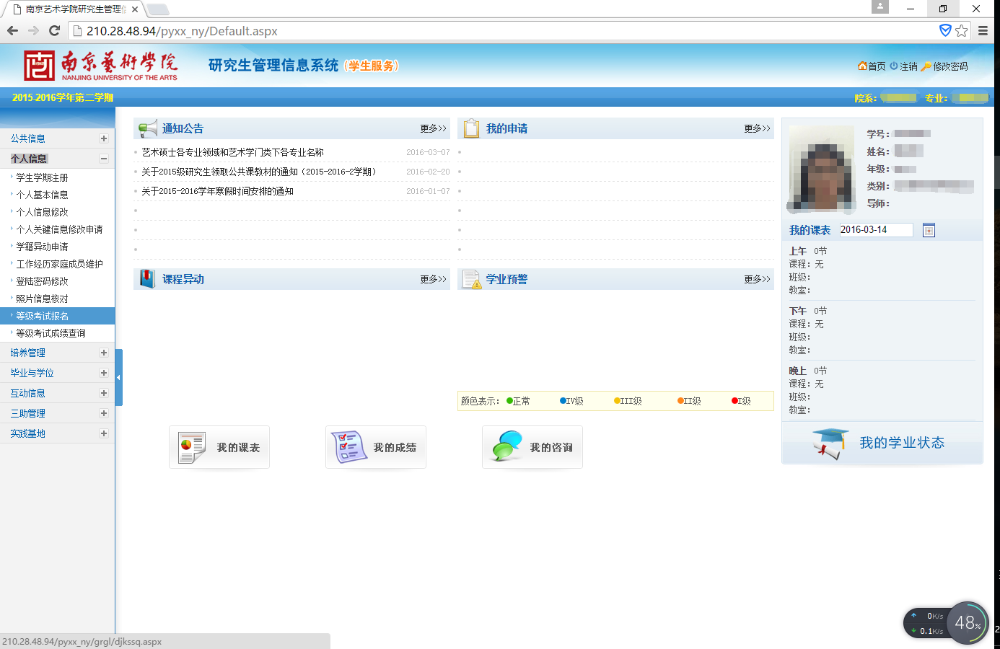 南京艺术学院研究生管理信
210.28.48.94/pyxx_ny/Default.aspx
南京藝術學院
NANJING UNIVERSITY OF THE ARTS
研究生管理信息系统（学生服务）
首页 注销 修改密码
2015-2016学年第二学期
院系： 专业：
公共信息
个人信息
学生学期注册
个人基本信息
个人信息修改
个人关键信息修改申请
学籍异动申请
工作经历家庭成员维护
登陆密码修改
照片信息核对
等级考试报名
等级考试成绩查询
培养管理
毕业与学位
互动信息
三助管理
实践基地
通知公告 更多>>
艺术硕士各专业领域和艺术学门类下各专业名称 2016-03-07
关于2015级研究生领取公共课教材的通知（2015-2016-2学期） 2016-02-20
关于2015-2016学年寒假时间安排的通知 2016-01-07
我的申请 更多>>
课程异动 更多>>
学业预警 更多>>
颜色表示： 正常 IV级 III级 II级 I级
我的课表
我的成绩
我的咨询
学号：
姓名：
年级：
类别：
导师：
我的课表 2016-03-14
上午 0节
课程：无
班级：
教室：
下午 0节
课程：无
班级：
教室：
晚上 0节
课程：无
班级：
教室：
我的学业状态
0K/s
0.1K/s
48%
210.28.48.94/pyxx_ny/grgl/djkssq.aspx